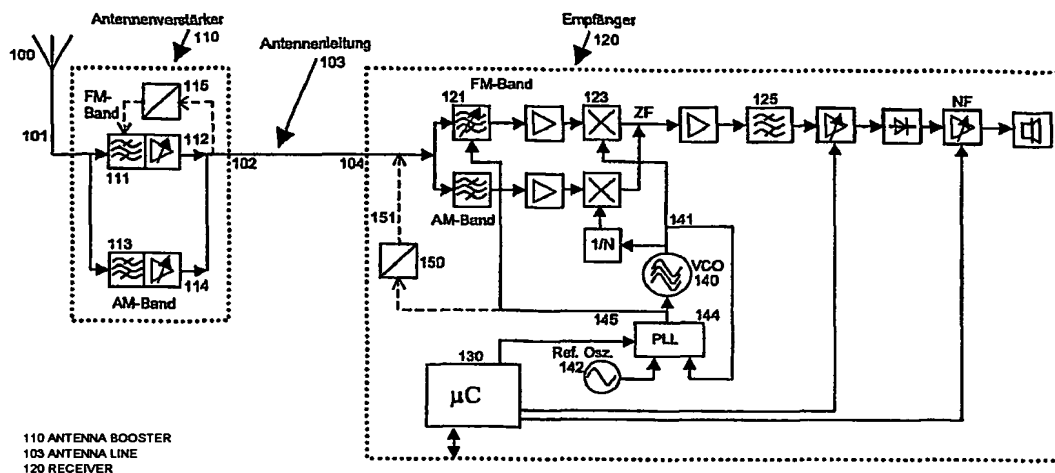 Antennenverstärker
110
Empfänger
120
Antennenleitung
103
100
115
FM-
Band
101
112
111
102
113
114
AM-Band
104
FM-Band
121
123
ZF
125
NF
AM-Band
151
150
1/N
141
VCO
140
145
144
PLL
Ref. Osz.
142
130
µC
110 ANTENNA BOOSTER
103 ANTENNA LINE
120 RECEIVER